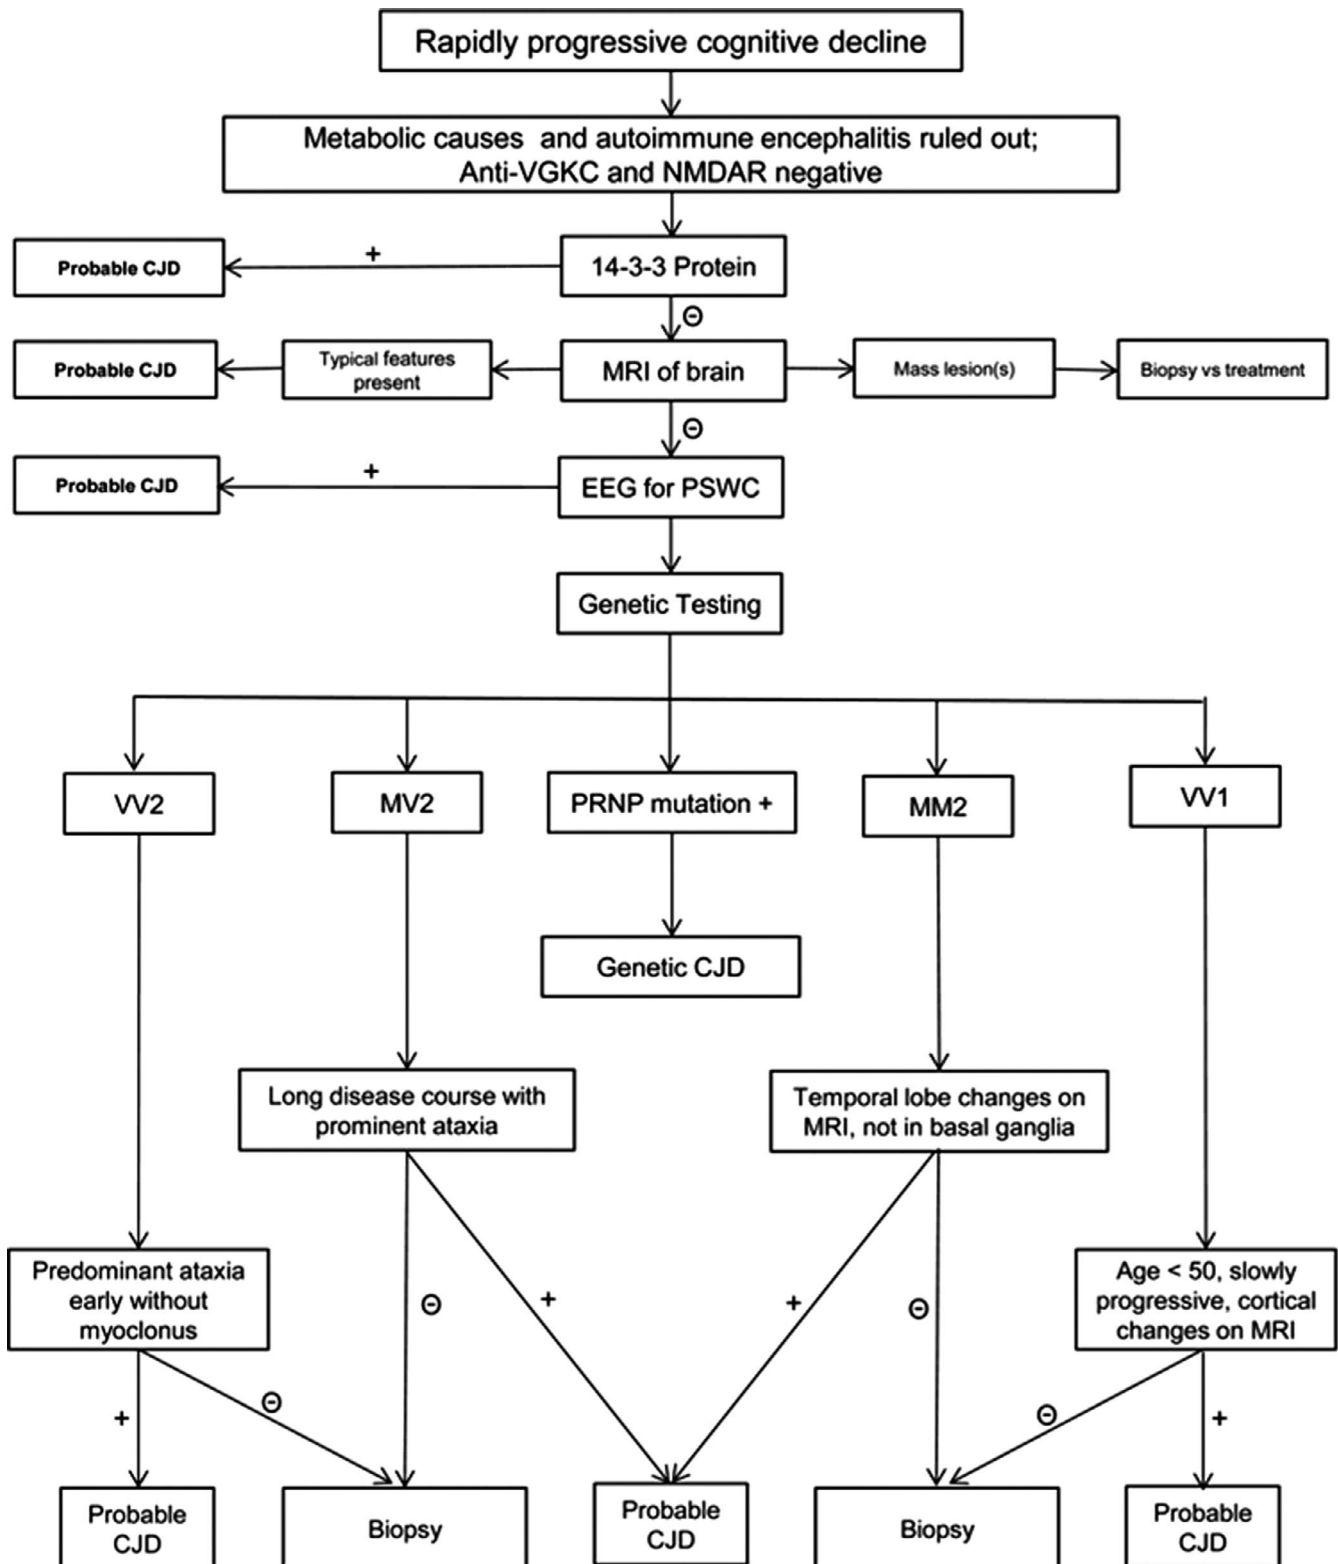 Rapidly progressive cognitive decline
Metabolic causes and autoimmune encephalitis ruled out;
Anti-VGKC and NMDAR negative
Probable CJD
+
14-3-3 Protein
⊖
Probable CJD
Typical features
present
MRI of brain
Mass lesion(s)
Biopsy vs treatment
⊖
Probable CJD
+
EEG for PSWC
Genetic Testing
VV2
MV2
PRNP mutation +
MM2
VV1
Genetic CJD
Long disease course with
prominent ataxia
Temporal lobe changes on
MRI, not in basal ganglia
Predominant ataxia
early without
myoclonus
⊖
+
+
⊖
Age < 50, slowly
progressive, cortical
changes on MRI
+
⊖
⊖
+
Probable
CJD
Biopsy
Probable
CJD
Biopsy
Probable
CJD